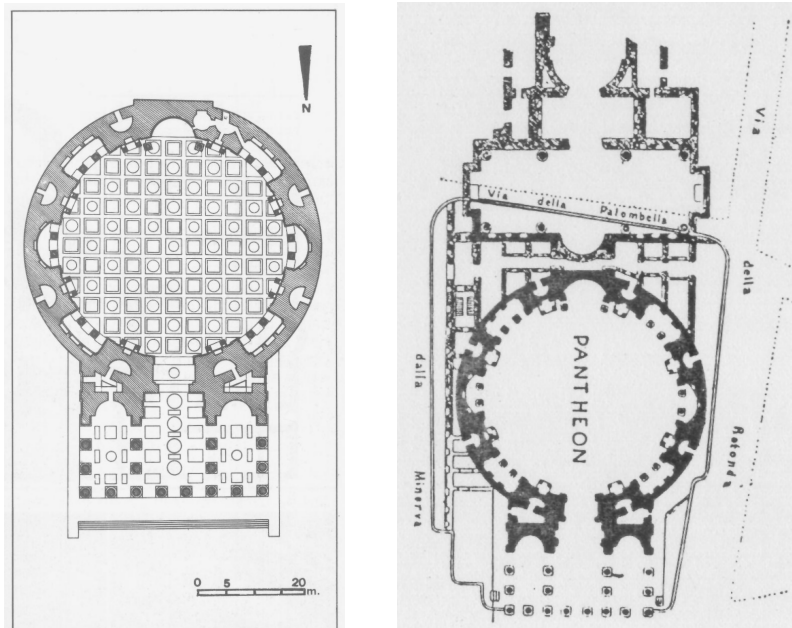 N
0 5 20
m.
Via
Via della Palombella
della
PANTHEON
dalla
Rotonda
Minerva